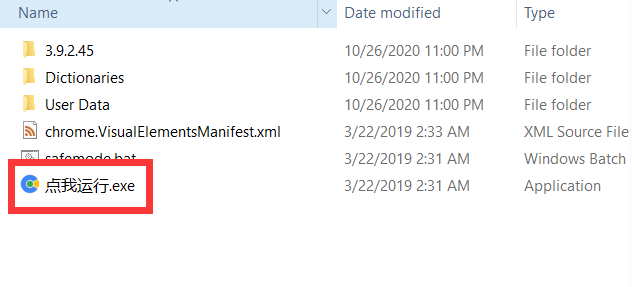 Name Date modified Type
3.9.2.45 10/26/2020 11:00 PM File folder
Dictionaries 10/26/2020 11:00 PM File folder
User Data 10/26/2020 11:00 PM File folder
chrome.VisualElementsManifest.xml 3/22/2019 2:33 AM XML Source File
safemode.bat 3/22/2019 2:31 AM Windows Batch
点我运行.exe 3/22/2019 2:31 AM Application